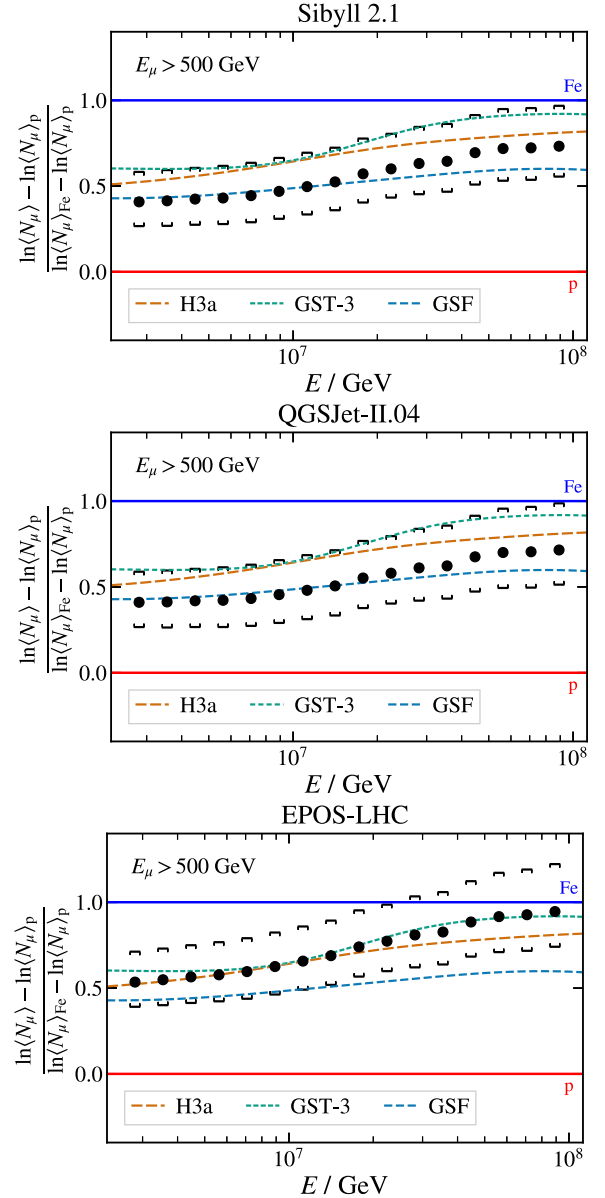 Sibyll 2.1
E_μ > 500 GeV
Fe
1.0
0.5
0.0
p
ln⟨N_μ⟩ − ln⟨N_μ⟩_p
ln⟨N_μ⟩_Fe − ln⟨N_μ⟩_p
H3a GST-3 GSF
10^7 10^8
E / GeV
QGSJet-II.04
E_μ > 500 GeV
Fe
1.0
0.5
0.0
p
ln⟨N_μ⟩ − ln⟨N_μ⟩_p
ln⟨N_μ⟩_Fe − ln⟨N_μ⟩_p
H3a GST-3 GSF
10^7 10^8
E / GeV
EPOS-LHC
E_μ > 500 GeV
Fe
1.0
0.5
0.0
p
ln⟨N_μ⟩ − ln⟨N_μ⟩_p
ln⟨N_μ⟩_Fe − ln⟨N_μ⟩_p
H3a GST-3 GSF
10^7 10^8
E / GeV